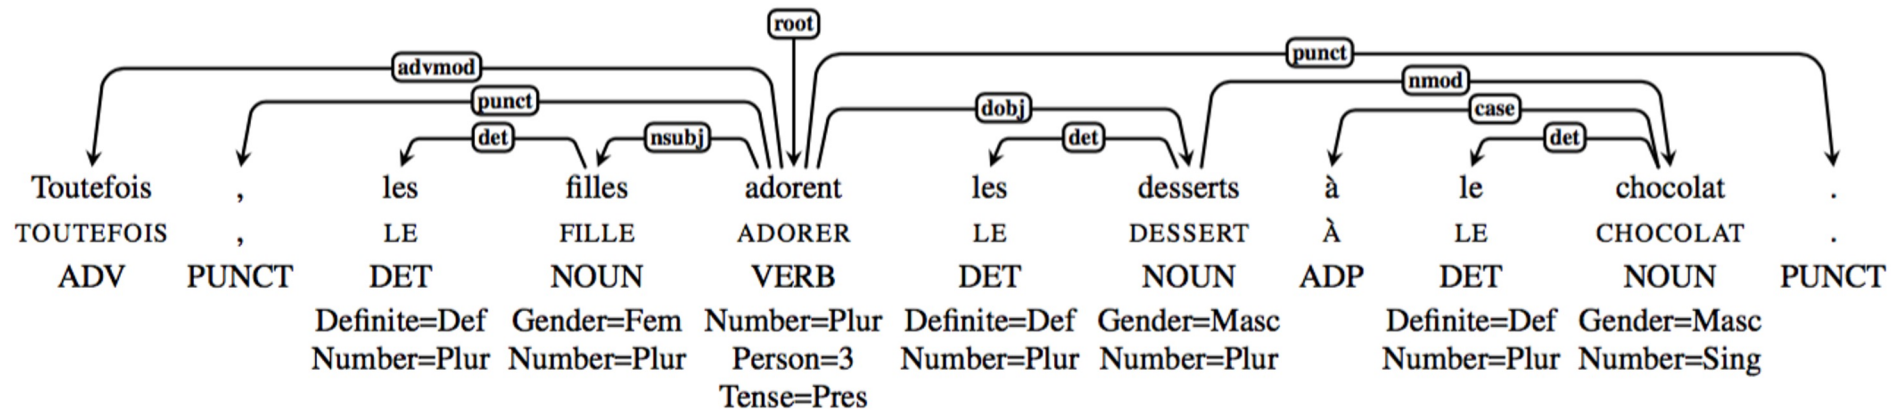 root
punct
advmod
nmod
punct
dobj
case
det
nsubj
det
det
Toutefois , les filles adorent les desserts à le chocolat .
TOUTEFOIS , LE FILLE ADORER LE DESSERT À LE CHOCOLAT .
ADV PUNCT DET NOUN VERB DET NOUN ADP DET NOUN PUNCT
Definite=Def Gender=Fem Number=Plur Definite=Def Gender=Masc Definite=Def Gender=Masc
Number=Plur Number=Plur Person=3 Number=Plur Number=Plur Number=Plur Number=Sing
Tense=Pres